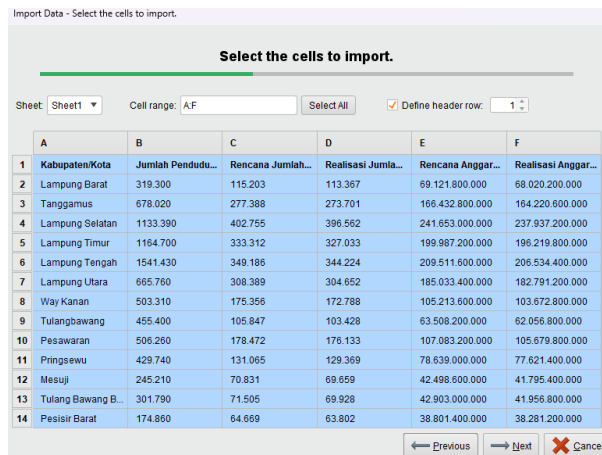 Import Data - Select the cells to import.
Select the cells to import.
Sheet: Sheet1 Cell range: A:F Select All Define header row: 1
A B C D E F
1 Kabupaten/Kota Jumlah Pendudu... Rencana Jumlah... Realisasi Jumla... Rencana Anggar... Realisasi Anggar...
2 Lampung Barat 319.300 115.203 113.367 69.121.800.000 68.020.200.000
3 Tanggamus 678.020 277.388 273.701 166.432.800.000 164.220.600.000
4 Lampung Selatan 1133.390 402.755 396.562 241.653.000.000 237.937.200.000
5 Lampung Timur 1164.700 333.312 327.033 199.987.200.000 196.219.800.000
6 Lampung Tengah 1541.430 349.186 344.224 209.511.600.000 206.534.400.000
7 Lampung Utara 665.760 308.389 304.652 185.033.400.000 182.791.200.000
8 Way Kanan 503.310 175.356 172.788 105.213.600.000 103.672.800.000
9 Tulangbawang 455.400 105.847 103.428 63.508.200.000 62.056.800.000
10 Pesawaran 506.260 178.472 176.133 107.083.200.000 105.679.800.000
11 Pringsewu 429.740 131.065 129.369 78.639.000.000 77.621.400.000
12 Mesuji 245.210 70.831 69.659 42.498.600.000 41.795.400.000
13 Tulang Bawang B... 301.790 71.505 69.928 42.903.000.000 41.956.800.000
14 Pesisir Barat 174.860 64.669 63.802 38.801.400.000 38.281.200.000
Previous Next Cance